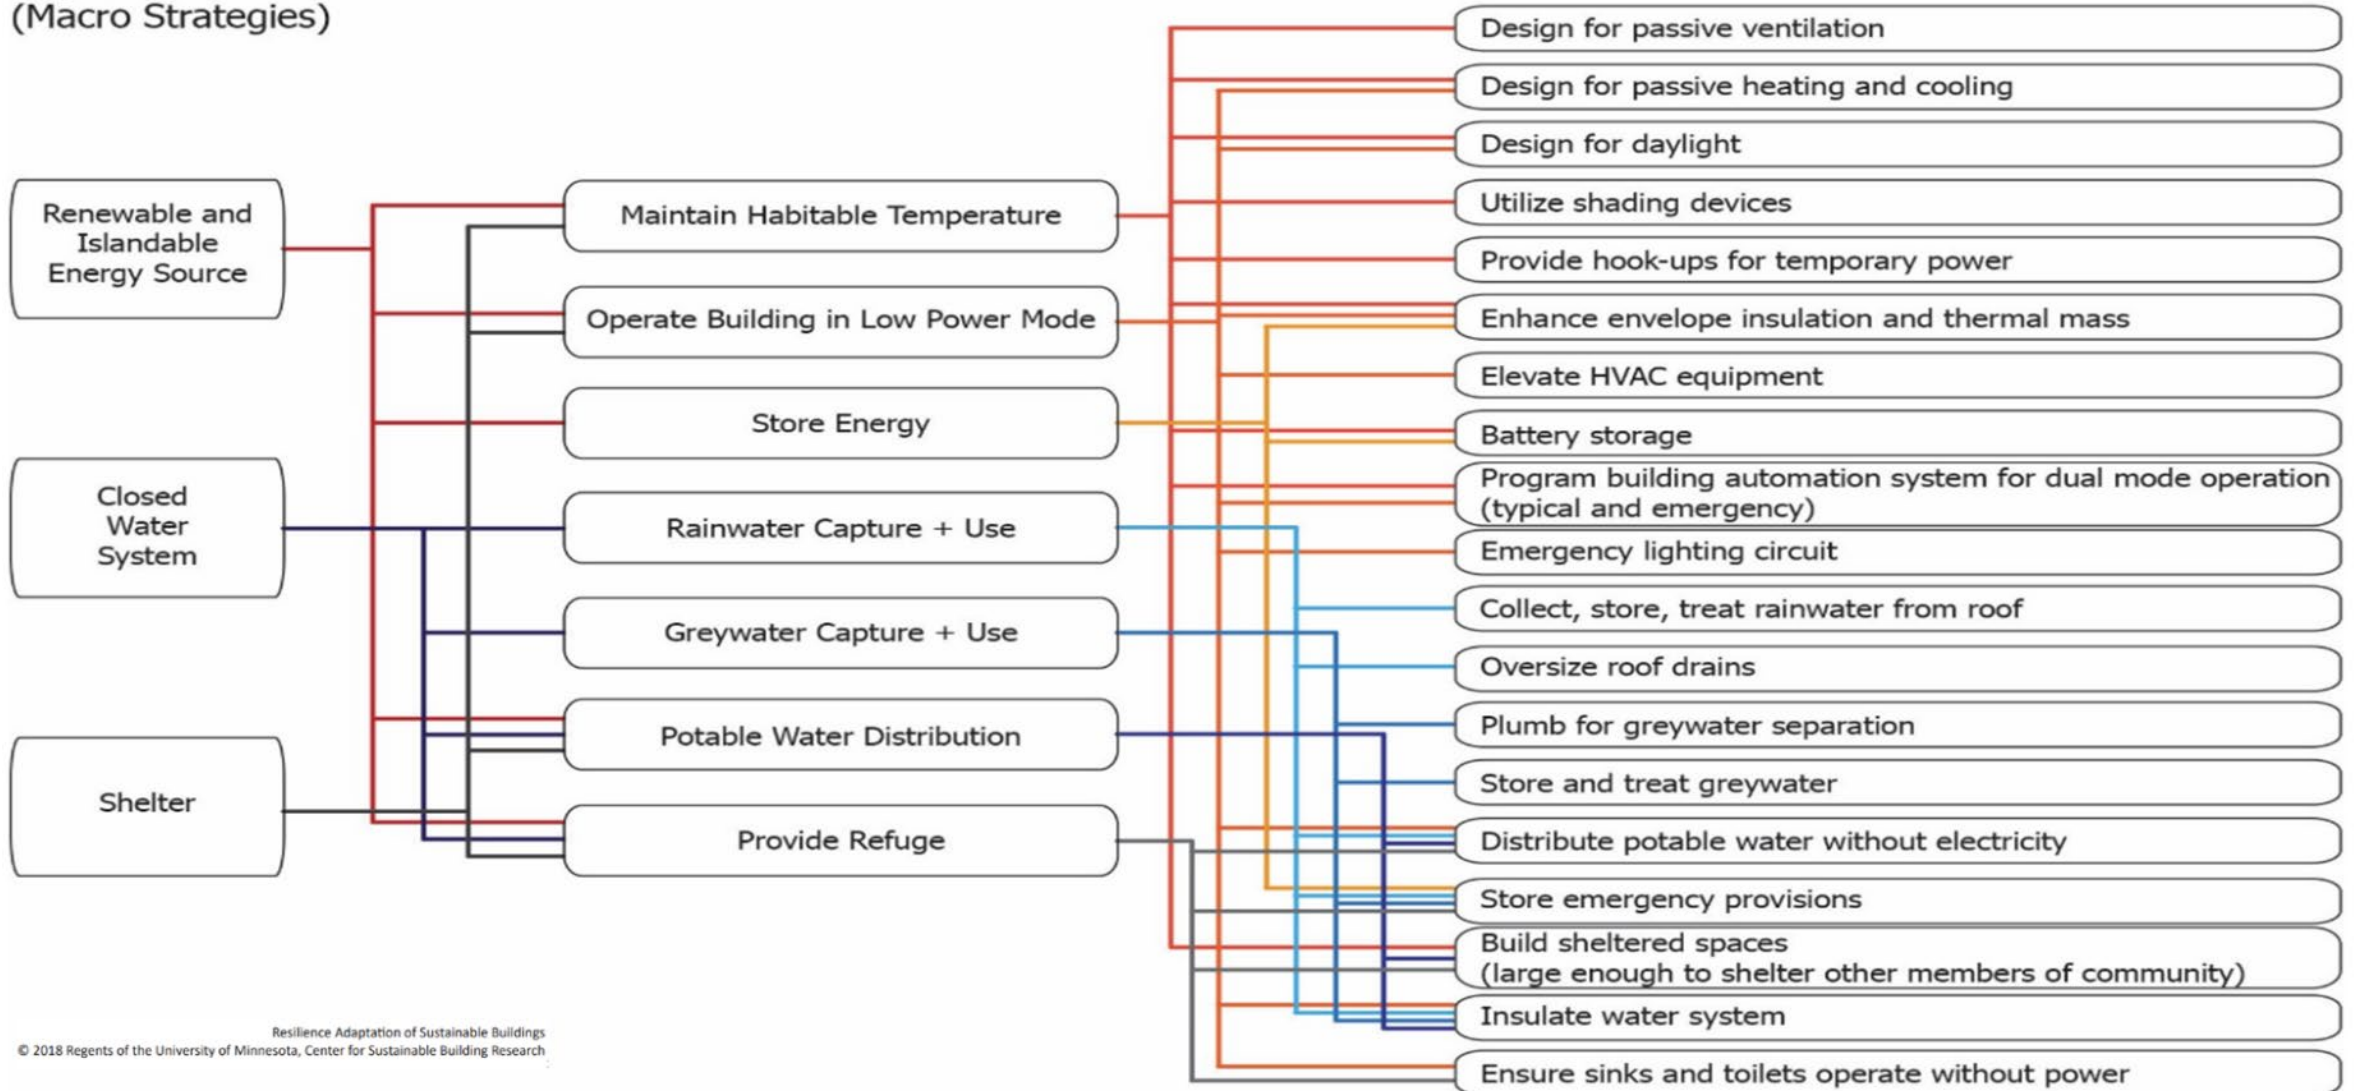 (Macro Strategies)
Renewable and
Islandable
Energy Source
Closed
Water
System
Shelter
Maintain Habitable Temperature
Operate Building in Low Power Mode
Store Energy
Rainwater Capture + Use
Greywater Capture + Use
Potable Water Distribution
Provide Refuge
Design for passive ventilation
Design for passive heating and cooling
Design for daylight
Utilize shading devices
Provide hook-ups for temporary power
Enhance envelope insulation and thermal mass
Elevate HVAC equipment
Battery storage
Program building automation system for dual mode operation
(typical and emergency)
Emergency lighting circuit
Collect, store, treat rainwater from roof
Oversize roof drains
Plumb for greywater separation
Store and treat greywater
Distribute potable water without electricity
Store emergency provisions
Build sheltered spaces
(large enough to shelter other members of community)
Insulate water system
Ensure sinks and toilets operate without power
Resilience Adaptation of Sustainable Buildings
© 2018 Regents of the University of Minnesota, Center for Sustainable Building Research